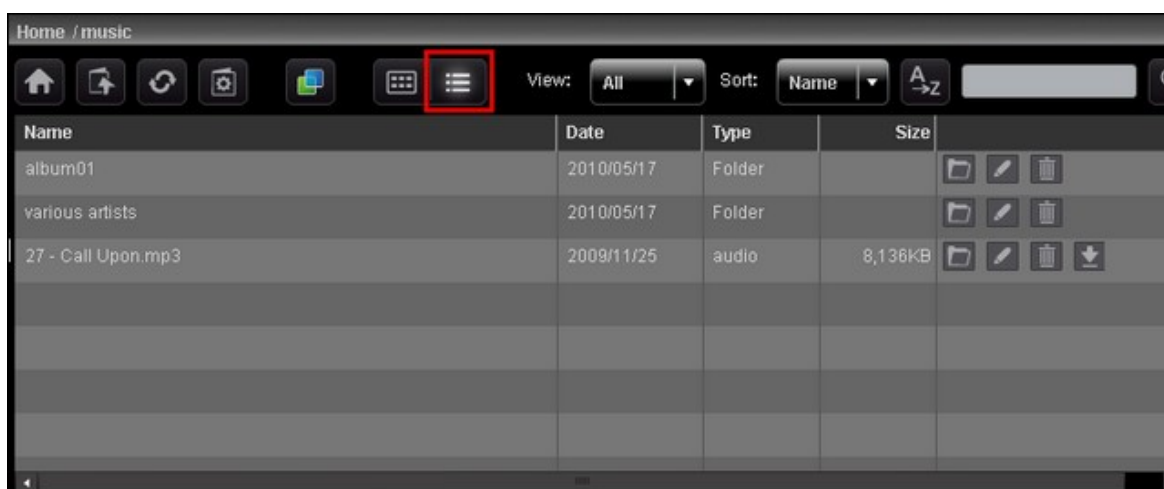 Home / music
View: All Sort: Name A Z
Name Date Type Size
album01 2010/05/17 Folder
various artists 2010/05/17 Folder
27 - Call Upon.mp3 2009/11/25 audio 8,136KB